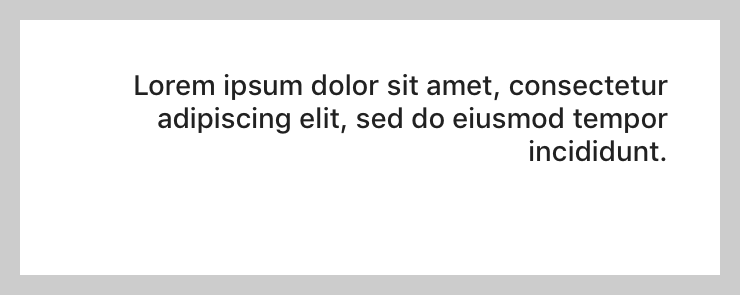 Lorem ipsum dolor sit amet, consectetur
adipiscing elit, sed do eiusmod tempor
incididunt.